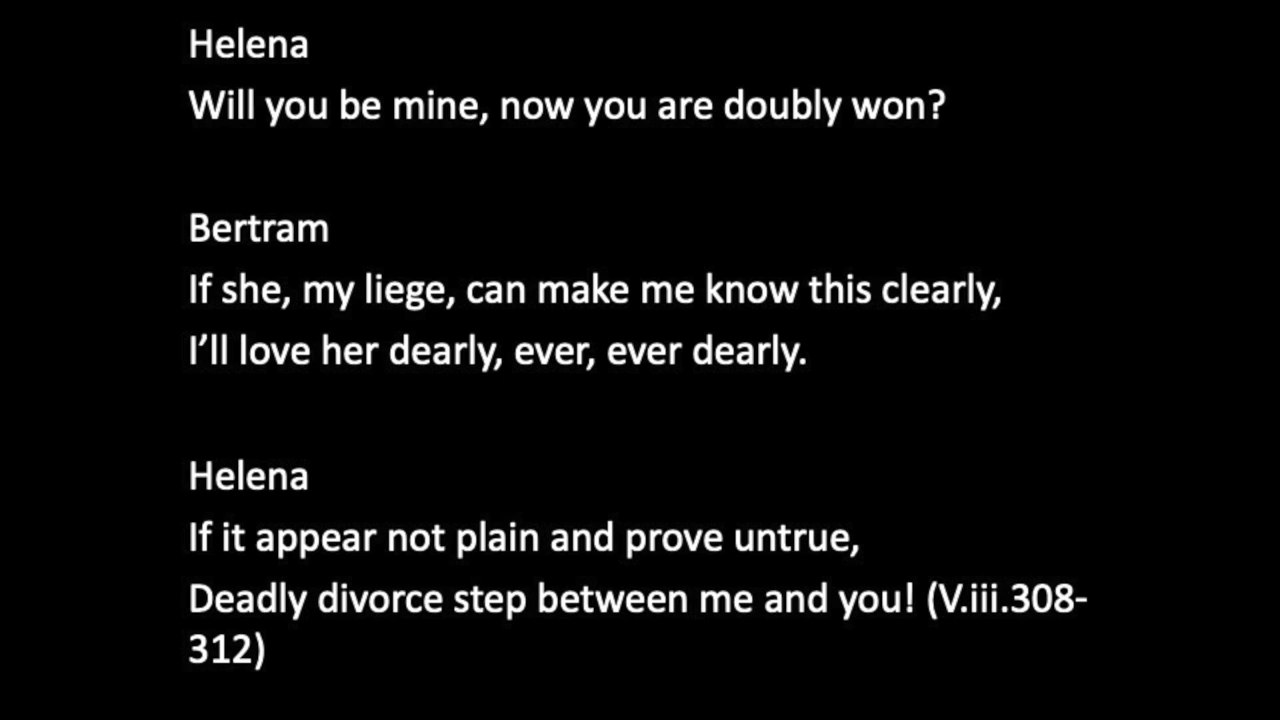 Helena
Will you be mine, now you are doubly won?
Bertram
If she, my liege, can make me know this clearly,
I’ll love her dearly, ever, ever dearly.
Helena
If it appear not plain and prove untrue,
Deadly divorce step between me and you! (V.iii.308-
312)